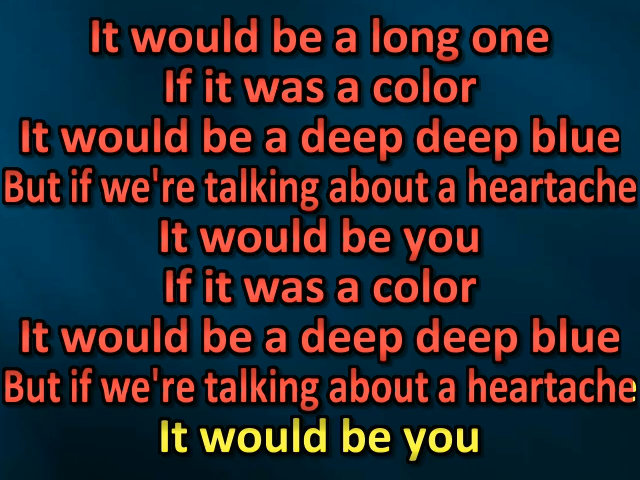 It would be a long one
If it was a color
It would be a deep deep blue
But if we're talking about a heartache
It would be you
If it was a color
It would be a deep deep blue
But if we're talking about a heartache
It would be you